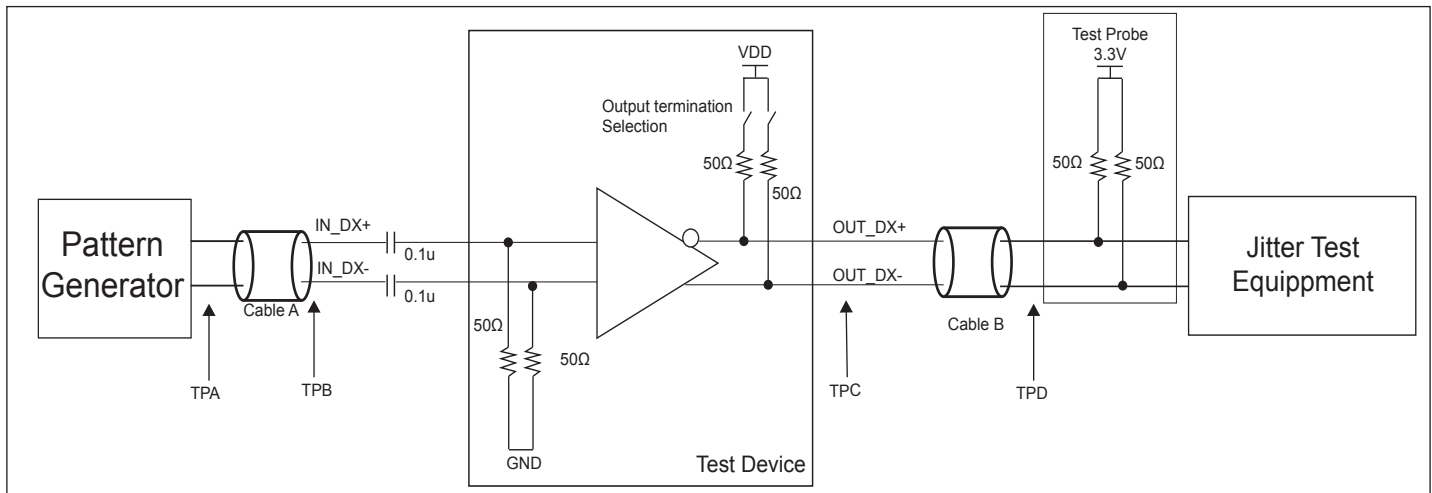 Test Probe
3.3V
VDD
Output termination
Selection
50Ω
50Ω
50Ω
50Ω
Pattern
Generator
IN_DX+
0.1u
IN_DX-
0.1u
Cable A
OUT_DX+
OUT_DX-
Cable B
Jitter Test
Equippment
50Ω
50Ω
TPA
TPB
TPC
TPD
GND
Test Device